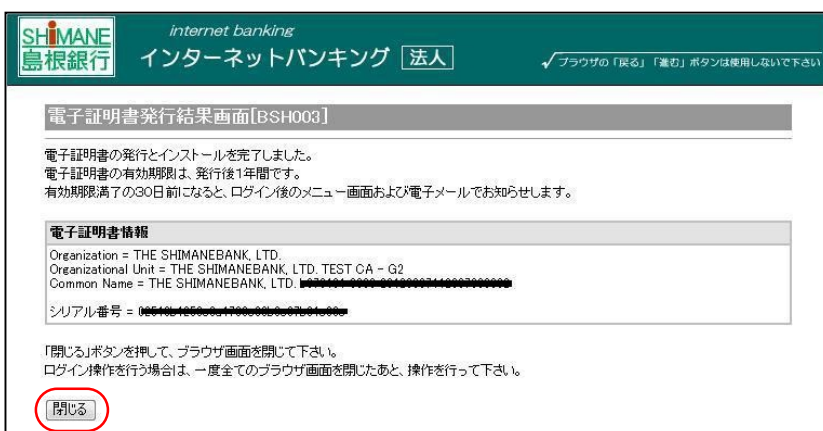 SHIMANE
島根銀行
internet banking
インターネットバンキング 法人
√ブラウザの「戻る」「進む」ボタンは使用しないで下さい
電子証明書発行結果画面[BSH003]
電子証明書の発行とインストールを完了しました。
電子証明書の有効期限は、発行後1年間です。
有効期限満了の30日前になると、ログイン後のメニュー画面および電子メールでお知らせします。
電子証明書情報
Organization = THE SHIMANEBANK, LTD.
Organizational Unit = THE SHIMANEBANK, LTD. TEST CA - G2
Common Name = THE SHIMANEBANK, LTD.
シリアル番号 =
「閉じる」ボタンを押して、ブラウザ画面を閉じて下さい。
ログイン操作を行う場合は、一度全てのブラウザ画面を閉じたあと、操作を行って下さい。
閉じる